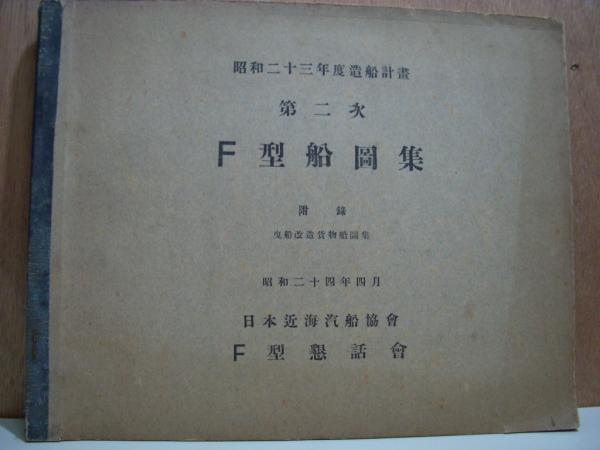 昭和二十三年度造船計畫
第二次
F型船圖集
附錄
曳船改造貨物船圖集
昭和二十四年四月
日本近海汽船協會
F型懇話會